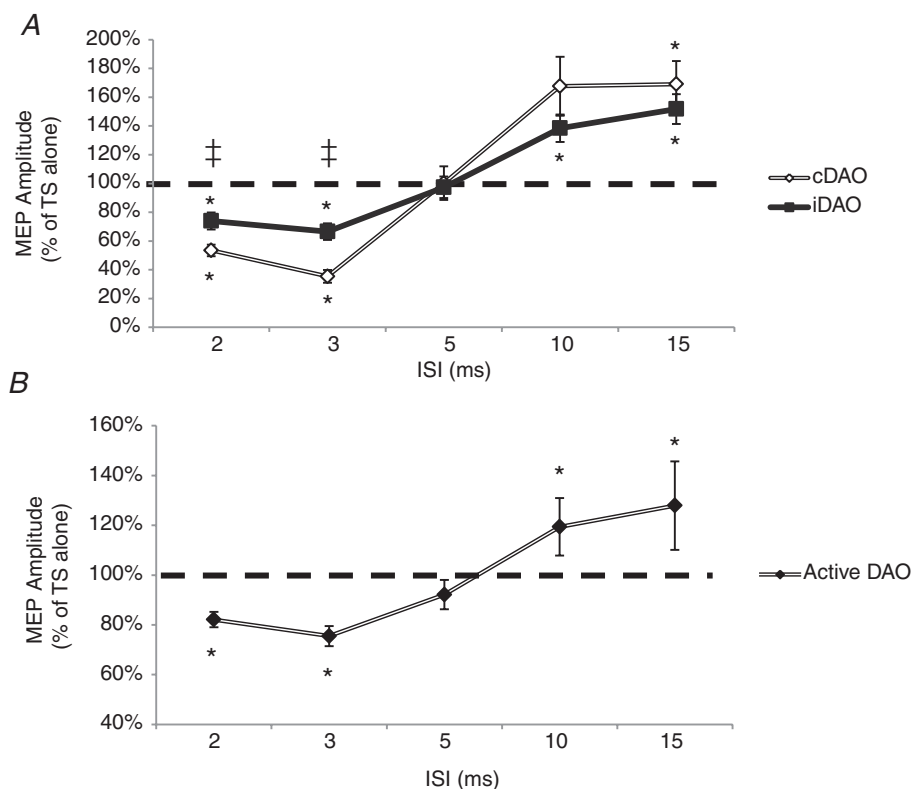 A
200%
180%
160%
140%
120%
100%
80%
60%
40%
20%
0%
MEP Amplitude
(% of TS alone)
* * * * * * * *
‡ ‡
2 3 5 10 15
ISI (ms)
cDAO
iDAO
B
160%
140%
120%
100%
80%
60%
40%
MEP Amplitude
(% of TS alone)
* * * *
2 3 5 10 15
ISI (ms)
Active DAO